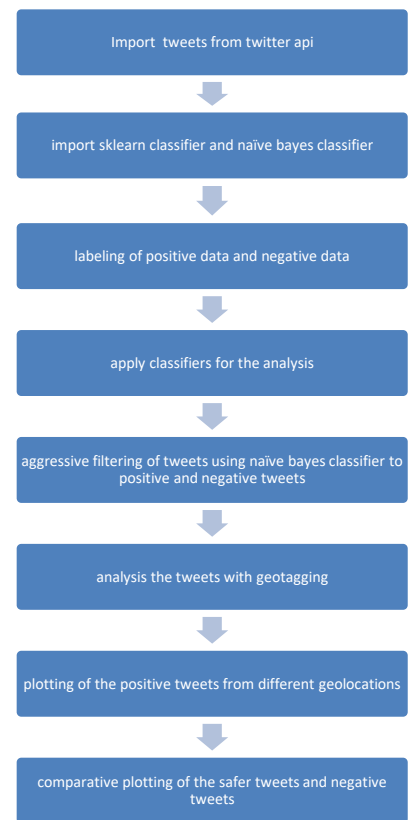 Import tweets from twitter api
import sklearn classifier and naïve bayes classifier
labeling of positive data and negative data
apply classifiers for the analysis
aggressive filtering of tweets using naïve bayes classifier to
positive and negative tweets
analysis the tweets with geotagging
plotting of the positive tweets from different geolocations
comparative plotting of the safer tweets and negative
tweets